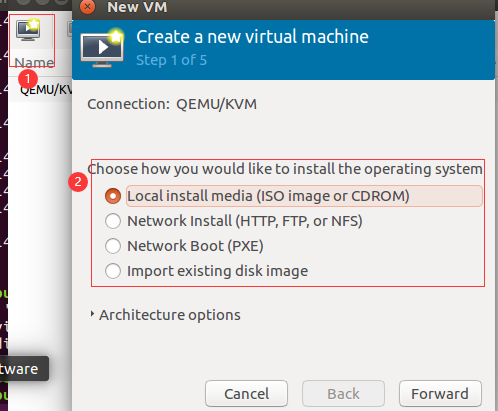 New VM
Create a new virtual machine
Step 1 of 5
1
Name
QEMU/KV
Connection: QEMU/KVM
2
Choose how you would like to install the operating system
Local install media (ISO image or CDROM)
Network Install (HTTP, FTP, or NFS)
Network Boot (PXE)
Import existing disk image
Architecture options
tware
Cancel
Back
Forward